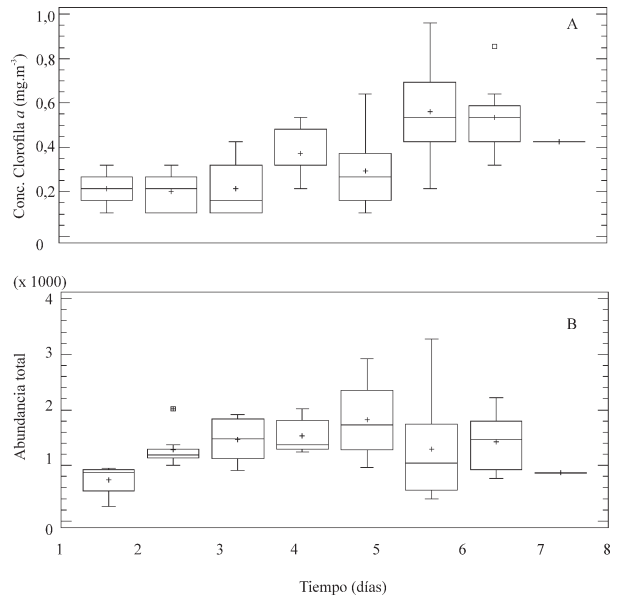 A
Conc. Clorofila a (mg.m-3)
1,0
0,8
0,6
0,4
0,2
0
(x 1000)
B
Abundancia total
4
3
2
1
0
1 2 3 4 5 6 7 8
Tiempo (días)